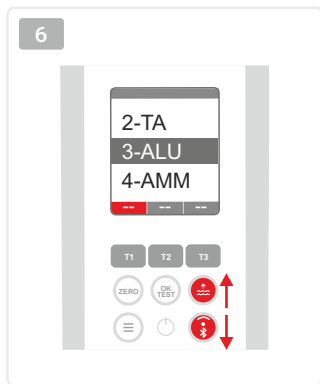 6
2-TA
3-ALU
4-AMM
-- -- --
T1 T2 T3
ZERO OK
TEST